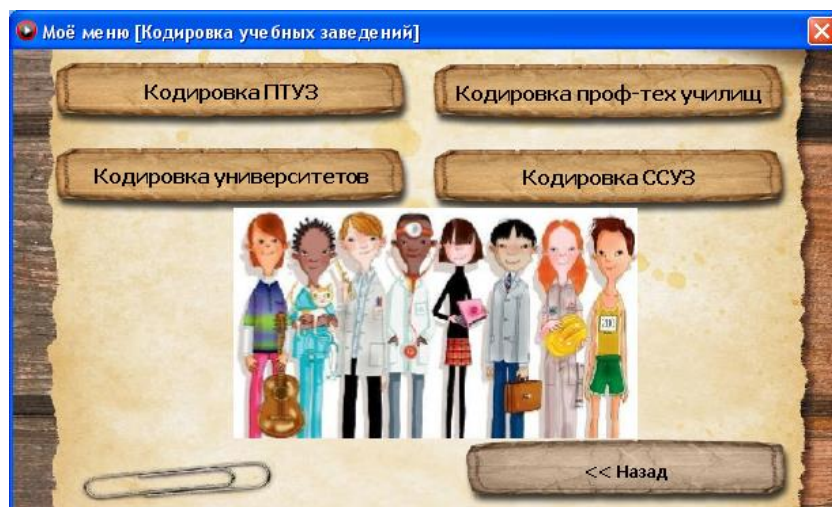 Моё меню [Кодировка учебных заведений]
Кодировка ПТУЗ
Кодировка проф-тех училищ
Кодировка университетов
Кодировка ССУЗ
<< Назад